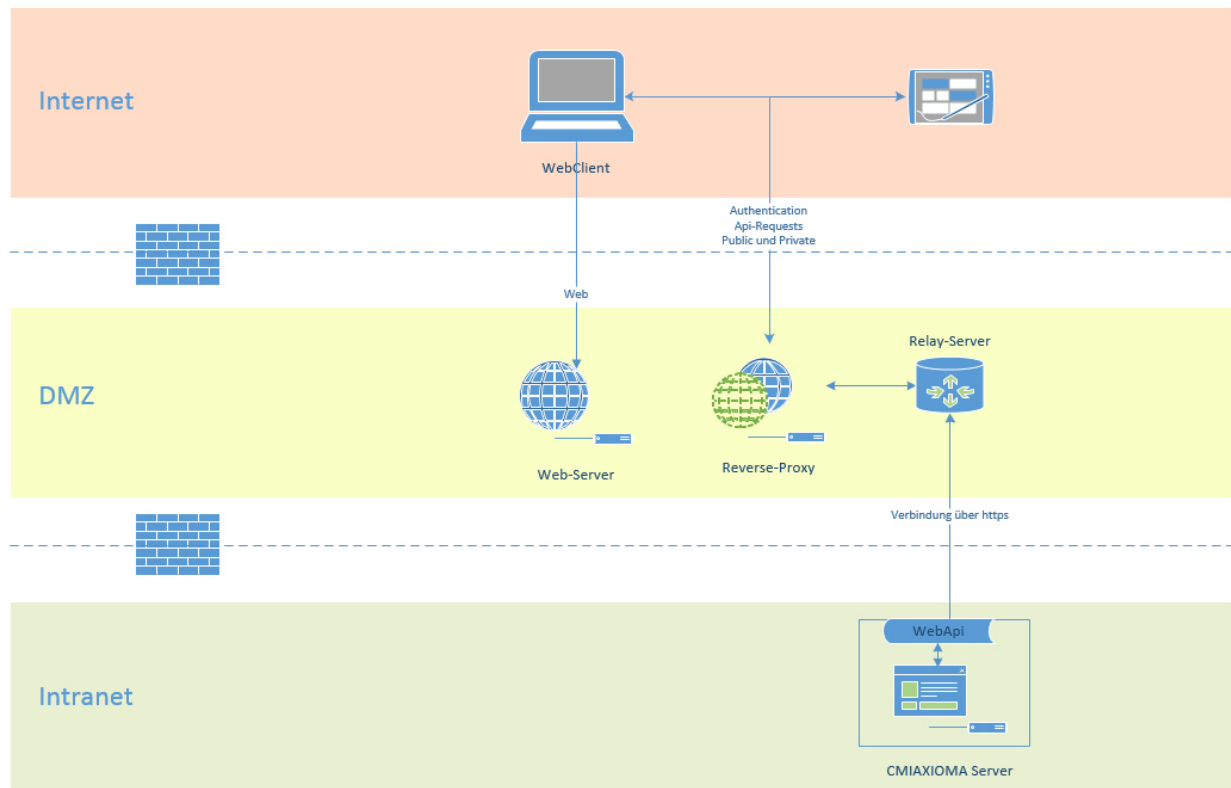 Internet
WebClient
Authentication
Api-Requests
Public und Private
Web
Relay-Server
DMZ
Web-Server
Reverse-Proxy
Verbindung über https
WebApi
Intranet
CMIAXIOMA Server